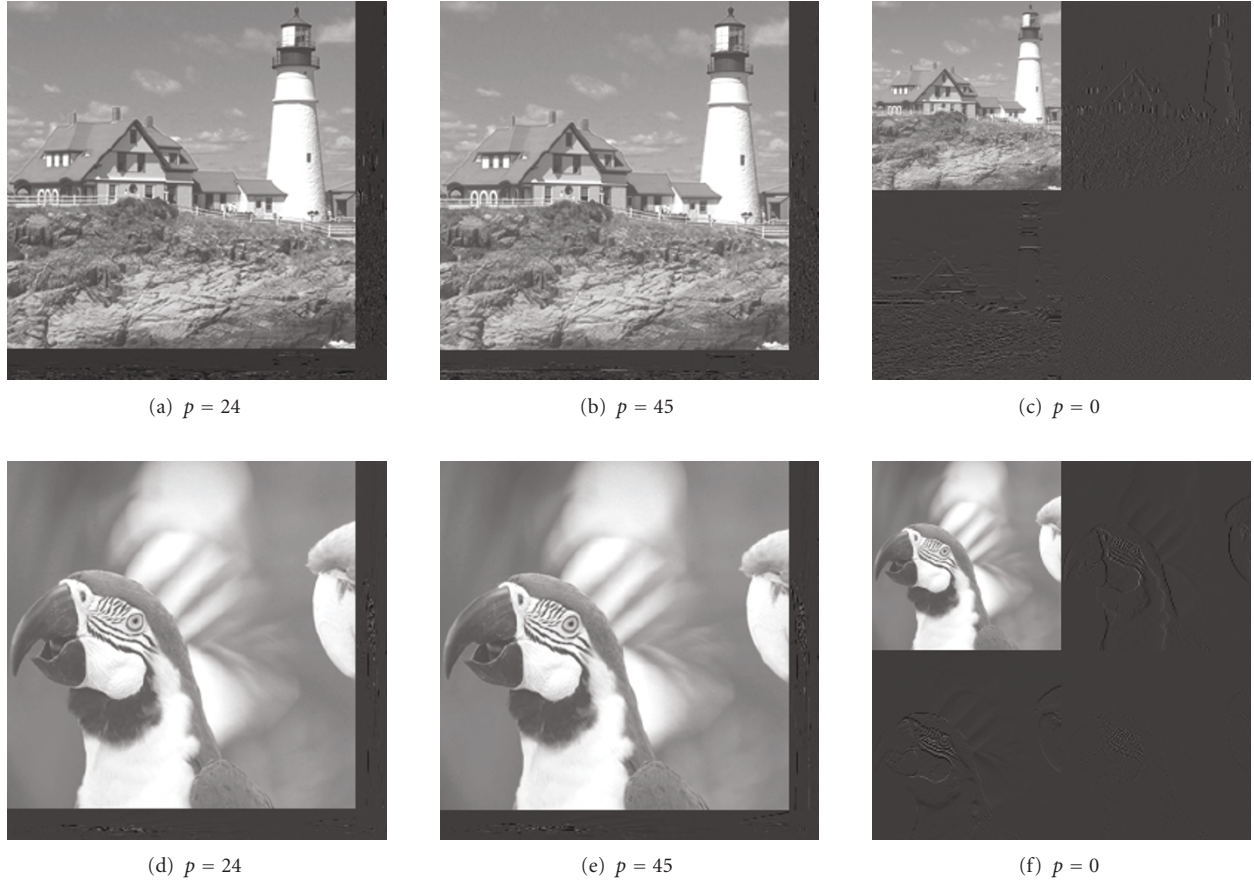 (a) p = 24
(b) p = 45
(c) p = 0
(d) p = 24
(e) p = 45
(f) p = 0